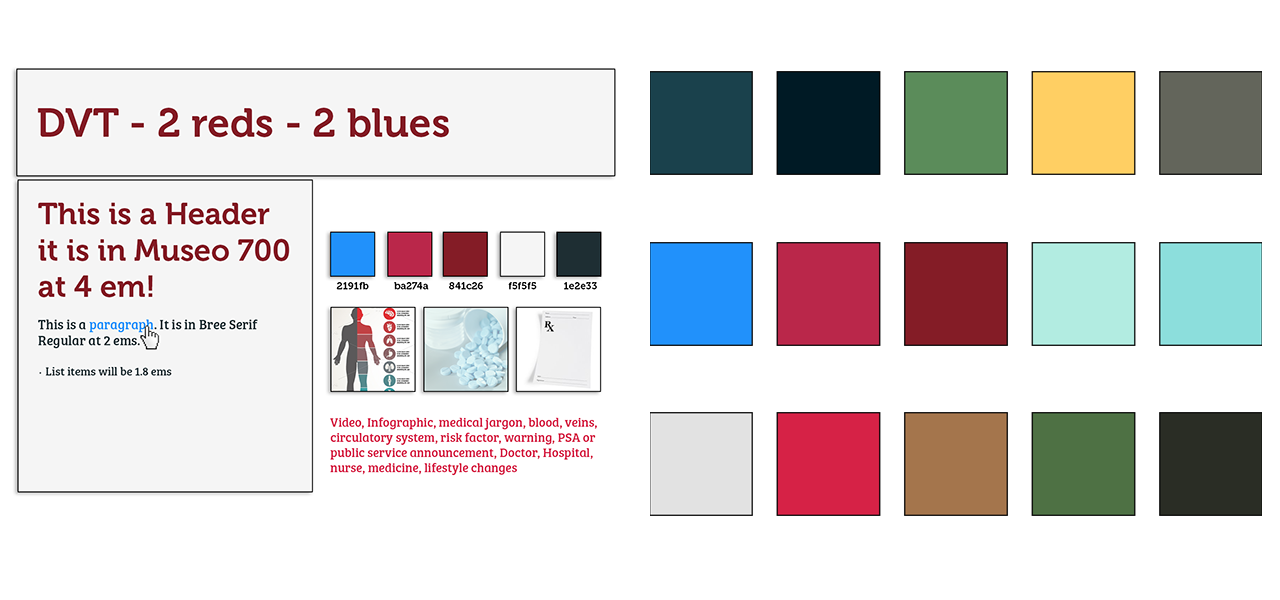 DVT - 2 reds - 2 blues
This is a Header
it is in Museo 700
at 4 em!
This is a paragraph. It is in Bree Serif
Regular at 2 ems.
· List items will be 1.8 ems
2191fb ba274a 841c26 f5f5f5 1e2e33
Rx
Video, Infographic, medical jargon, blood, veins,
circulatory system, risk factor, warning, PSA or
public service announcement, Doctor, Hospital,
nurse, medicine, lifestyle changes